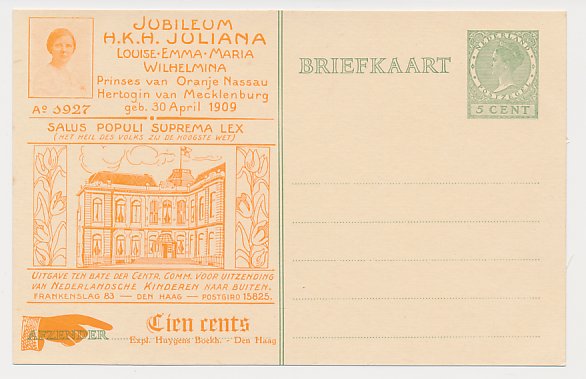 JUBILEUM
H.K.H. JULIANA
LOUISE·EMMA·MARIA
WILHELMINA
Prinses van Oranje Nassau
Hertogin van Mecklenburg
geb. 30 April 1909
Aº 1927
SALUS POPULI SUPREMA LEX
(HET HEIL DES VOLKS ZIJ DE HOOGSTE WET)
UITGAVE TEN BATE DER CENTR. COMM. VOOR UITZENDING
VAN NEDERLANDSCHE KINDEREN NAAR BUITEN.
FRANKENSLAG 83 — DEN HAAG — POSTGIRO 15825.
Tien cents
AFZENDER
Expl. Huygens Boekh. - Den Haag
BRIEFKAART
NEDERLAND
POSTZEGEL
5 CENT